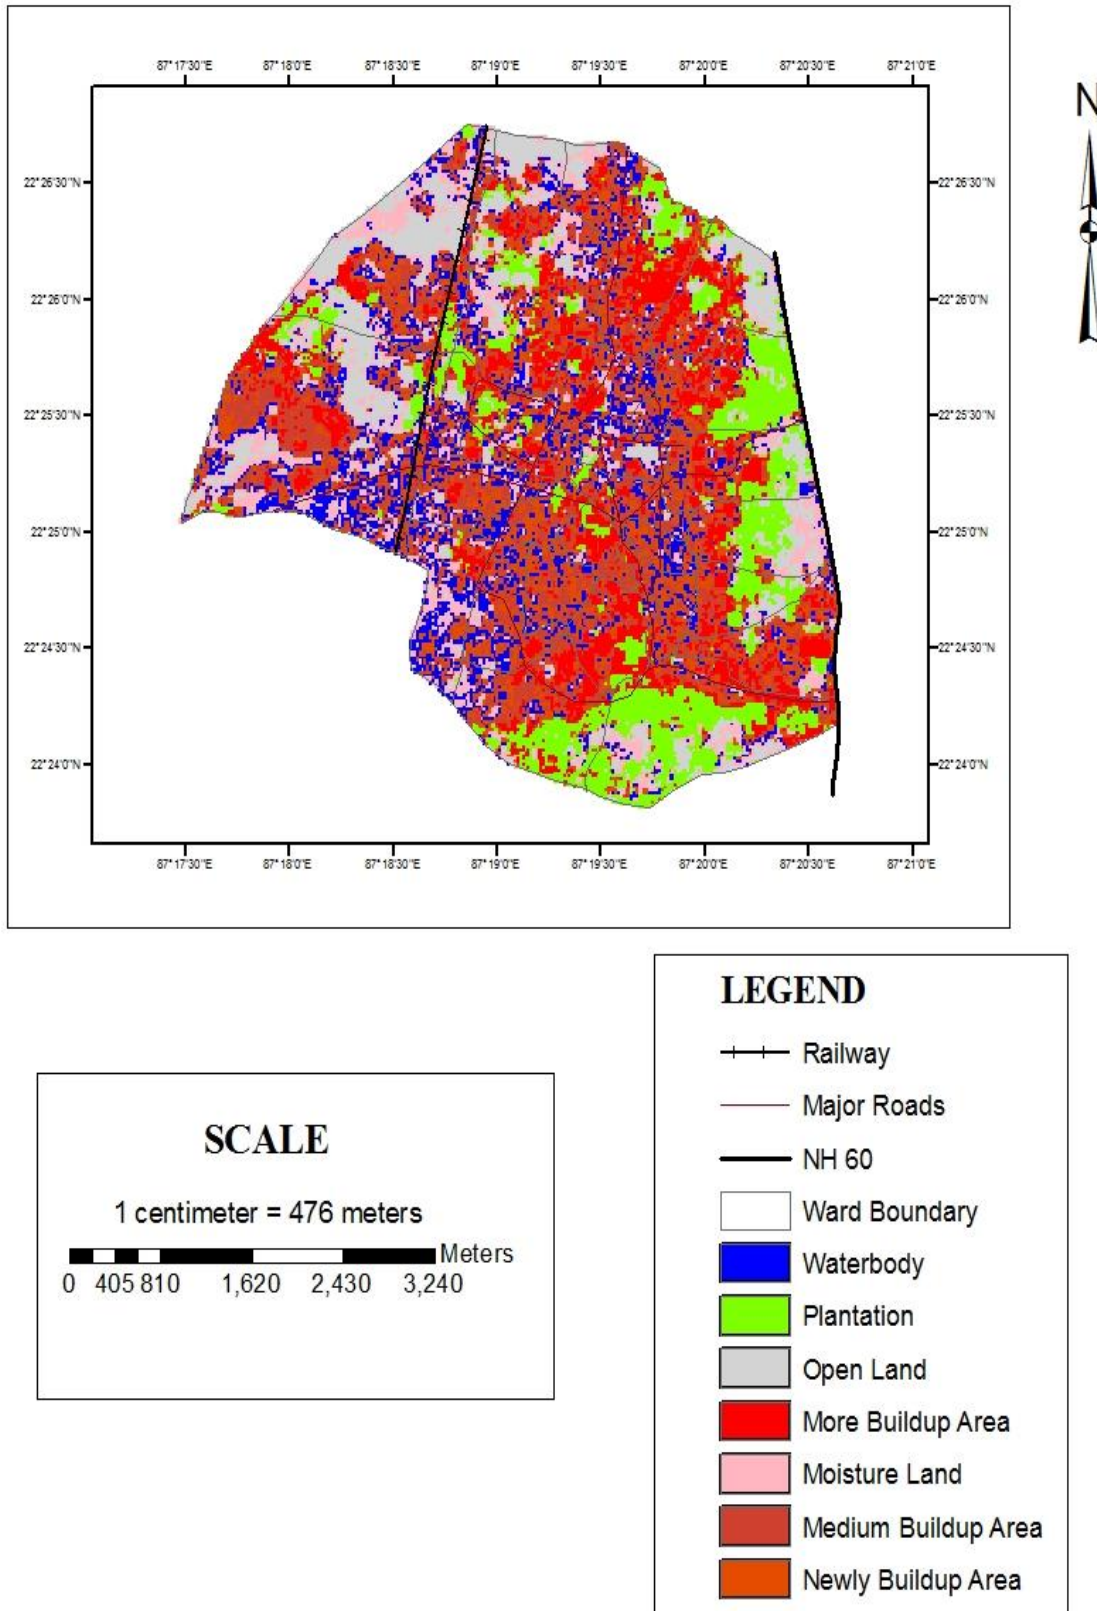 87°17'30"E 87°18'0"E 87°18'30"E 87°19'0"E 87°19'30"E 87°20'0"E 87°20'30"E 87°21'0"E
N
22°26'30"N 22°26'30"N
22°26'0"N 22°26'0"N
22°25'30"N 22°25'30"N
22°25'0"N 22°25'0"N
22°24'30"N 22°24'30"N
22°24'0"N 22°24'0"N
87°17'30"E 87°18'0"E 87°18'30"E 87°19'0"E 87°19'30"E 87°20'0"E 87°20'30"E 87°21'0"E
SCALE
1 centimeter = 476 meters
Meters
0 405 810 1,620 2,430 3,240
LEGEND
Railway
Major Roads
NH 60
Ward Boundary
Waterbody
Plantation
Open Land
More Buildup Area
Moisture Land
Medium Buildup Area
Newly Buildup Area